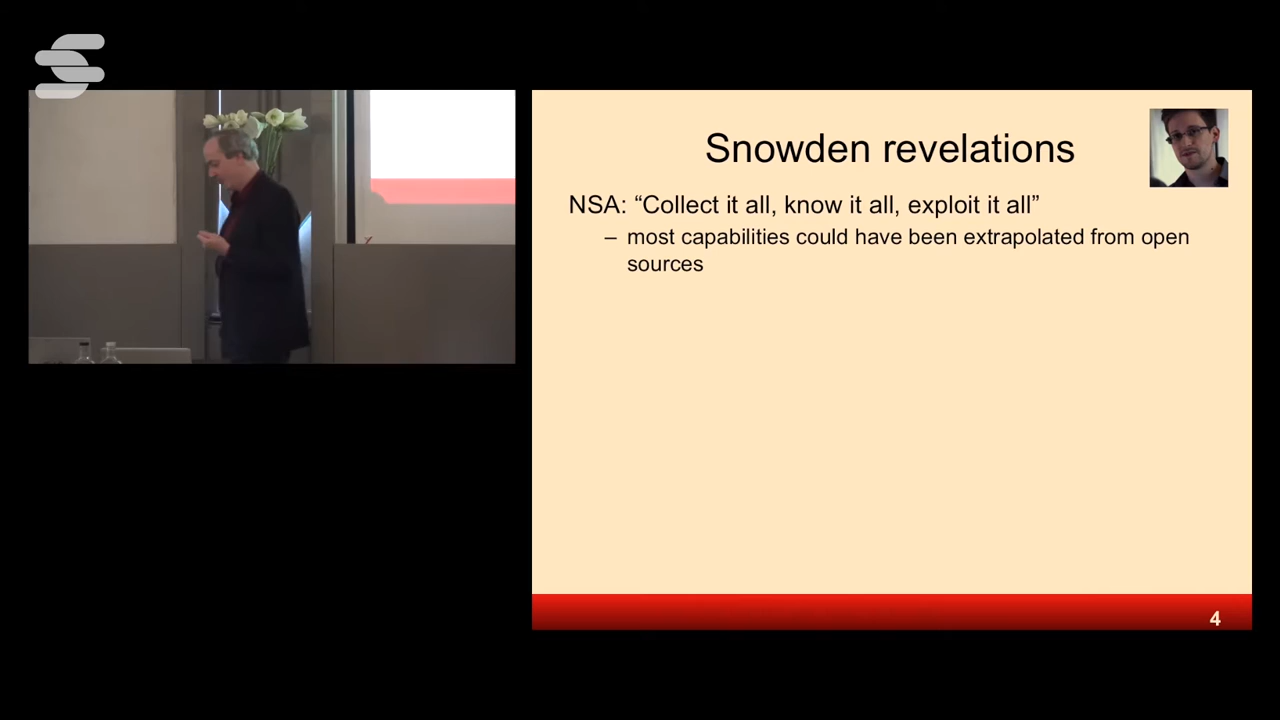 Snowden revelations
NSA: “Collect it all, know it all, exploit it all”
– most capabilities could have been extrapolated from open
sources
4